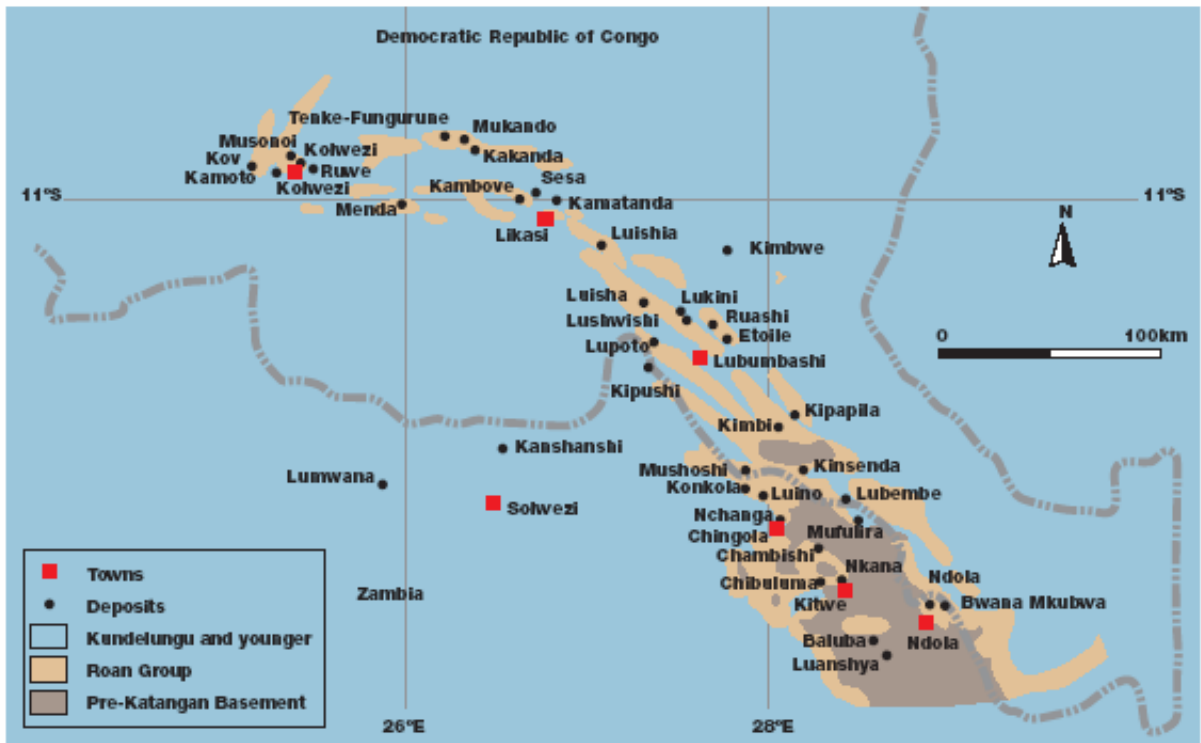 Democratic Republic of Congo
Tenke-Fungurune
Mukando
Musonoi
Kolwezi
Kakanda
Kov
Ruwe
Kamoto
Kolwezi
Sesa
Kambove
Kamatanda
11°S
11°S
Menda
N
Likasi
Luishia
Kimbwe
Luisha
Lukini
Lushwishi
Ruashi
0
100km
Etoile
Lupoto
Lubumbashi
Kipushi
Kipapila
Kimbi
Kanshanshi
Mushoshi
Kinsenda
Lumwana
Konkola
Luino
Lubembe
Solwezi
Nchanga
Chingola
Mufulira
Chambishi
Nkana
Chibuluma
Ndola
Zambia
Kitwe
Bwana Mkubwa
Baluba
Ndola
Luanshya
Towns
Deposits
Kundelungu and younger
Roan Group
Pre-Katangan Basement
26°E
28°E